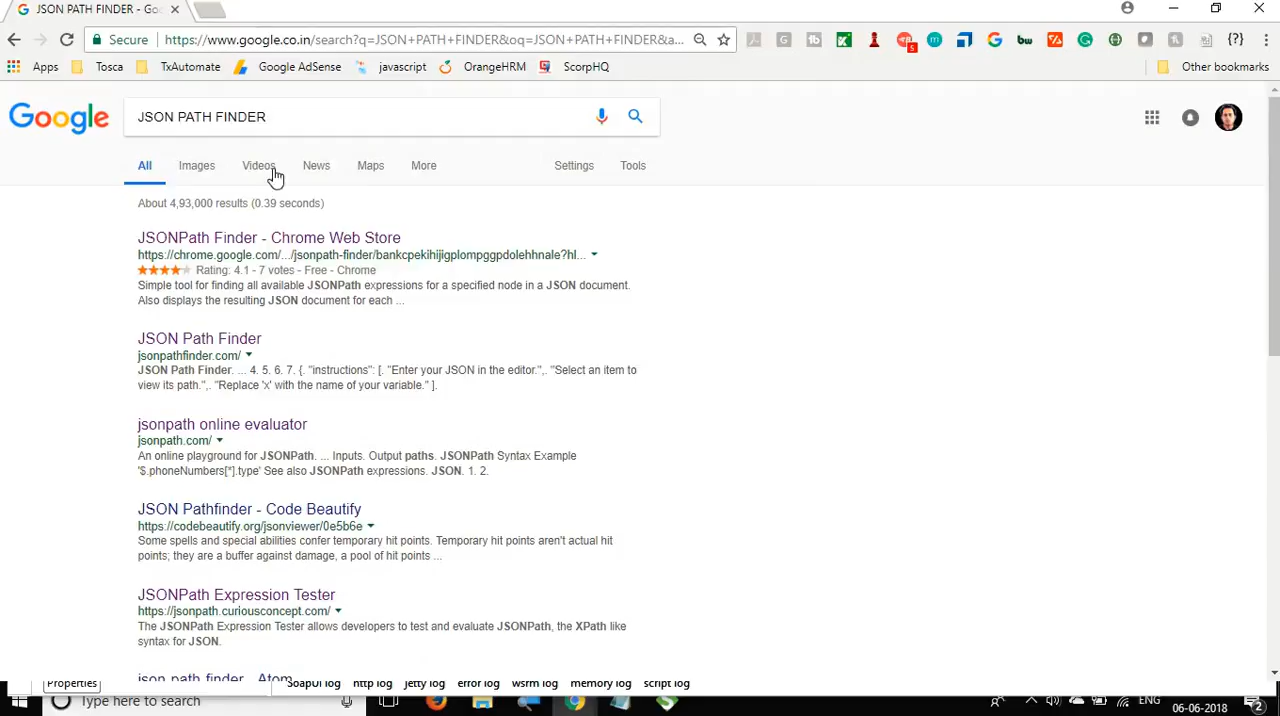 JSON PATH FINDER - Goo
Secure https://www.google.co.in/search?q=JSON+PATH+FINDER&oq=JSON+PATH+FINDER&a...
Apps Tosca TxAutomate Google AdSense javascript OrangeHRM ScorpHQ Other bookmarks
Google JSON PATH FINDER
All Images Videos News Maps More Settings Tools
About 4,93,000 results (0.39 seconds)
JSONPath Finder - Chrome Web Store
https://chrome.google.com/.../jsonpath-finder/bankcpekihijigplompggpdolehhnale?hl...
Rating: 4.1 - 7 votes - Free - Chrome
Simple tool for finding all available JSONPath expressions for a specified node in a JSON document.
Also displays the resulting JSON document for each ...
JSON Path Finder
jsonpathfinder.com/
JSON Path Finder. ... 4. 5. 6. 7. {. "instructions": [. "Enter your JSON in the editor.",. "Select an item to
view its path.",. "Replace 'x' with the name of your variable." ].
jsonpath online evaluator
jsonpath.com/
An online playground for JSONPath. ... Inputs. Output paths. JSONPath Syntax Example
'$.phoneNumbers[*].type' See also JSONPath expressions. JSON. 1. 2.
JSON Pathfinder - Code Beautify
https://codebeautify.org/jsonviewer/0e5b6e
Some spells and special abilities confer temporary hit points. Temporary hit points aren't actual hit
points; they are a buffer against damage, a pool of hit points ...
JSONPath Expression Tester
https://jsonpath.curiousconcept.com/
The JSONPath Expression Tester allows developers to test and evaluate JSONPath, the XPath like
syntax for JSON.
json path finder - Atom
Properties SoapUI log http log jetty log error log wsrm log memory log script log
Type here to search ENG
06-06-2018